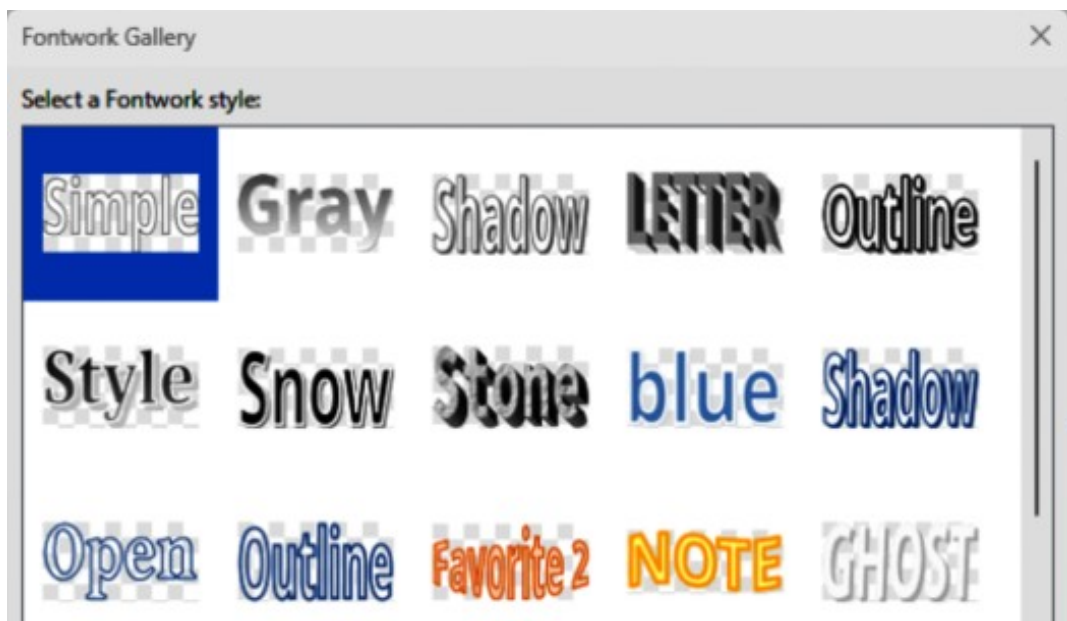 Fontwork Gallery
Select a Fontwork style:
Simple Gray Shadow LETTER Outline
Style Snow Stone blue Shadow
Open Outline Favorite 2 NOTE GHOST